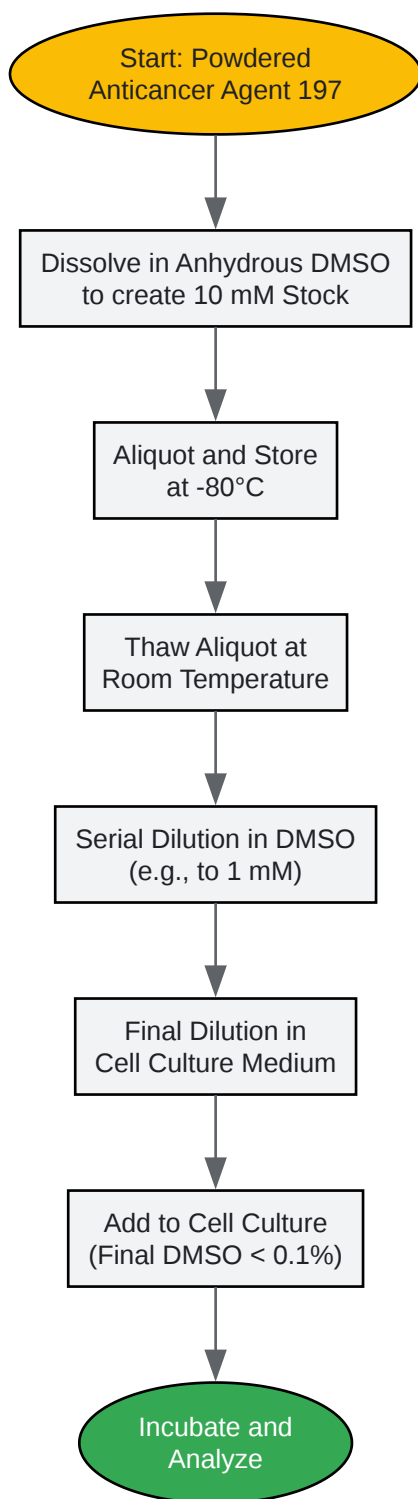 Start: Powdered
Anticancer Agent 197
Dissolve in Anhydrous DMSO
to create 10 mM Stock
Aliquot and Store
at -80°C
Thaw Aliquot at
Room Temperature
Serial Dilution in DMSO
(e.g., to 1 mM)
Final Dilution in
Cell Culture Medium
Add to Cell Culture
(Final DMSO < 0.1%)
Incubate and
Analyze